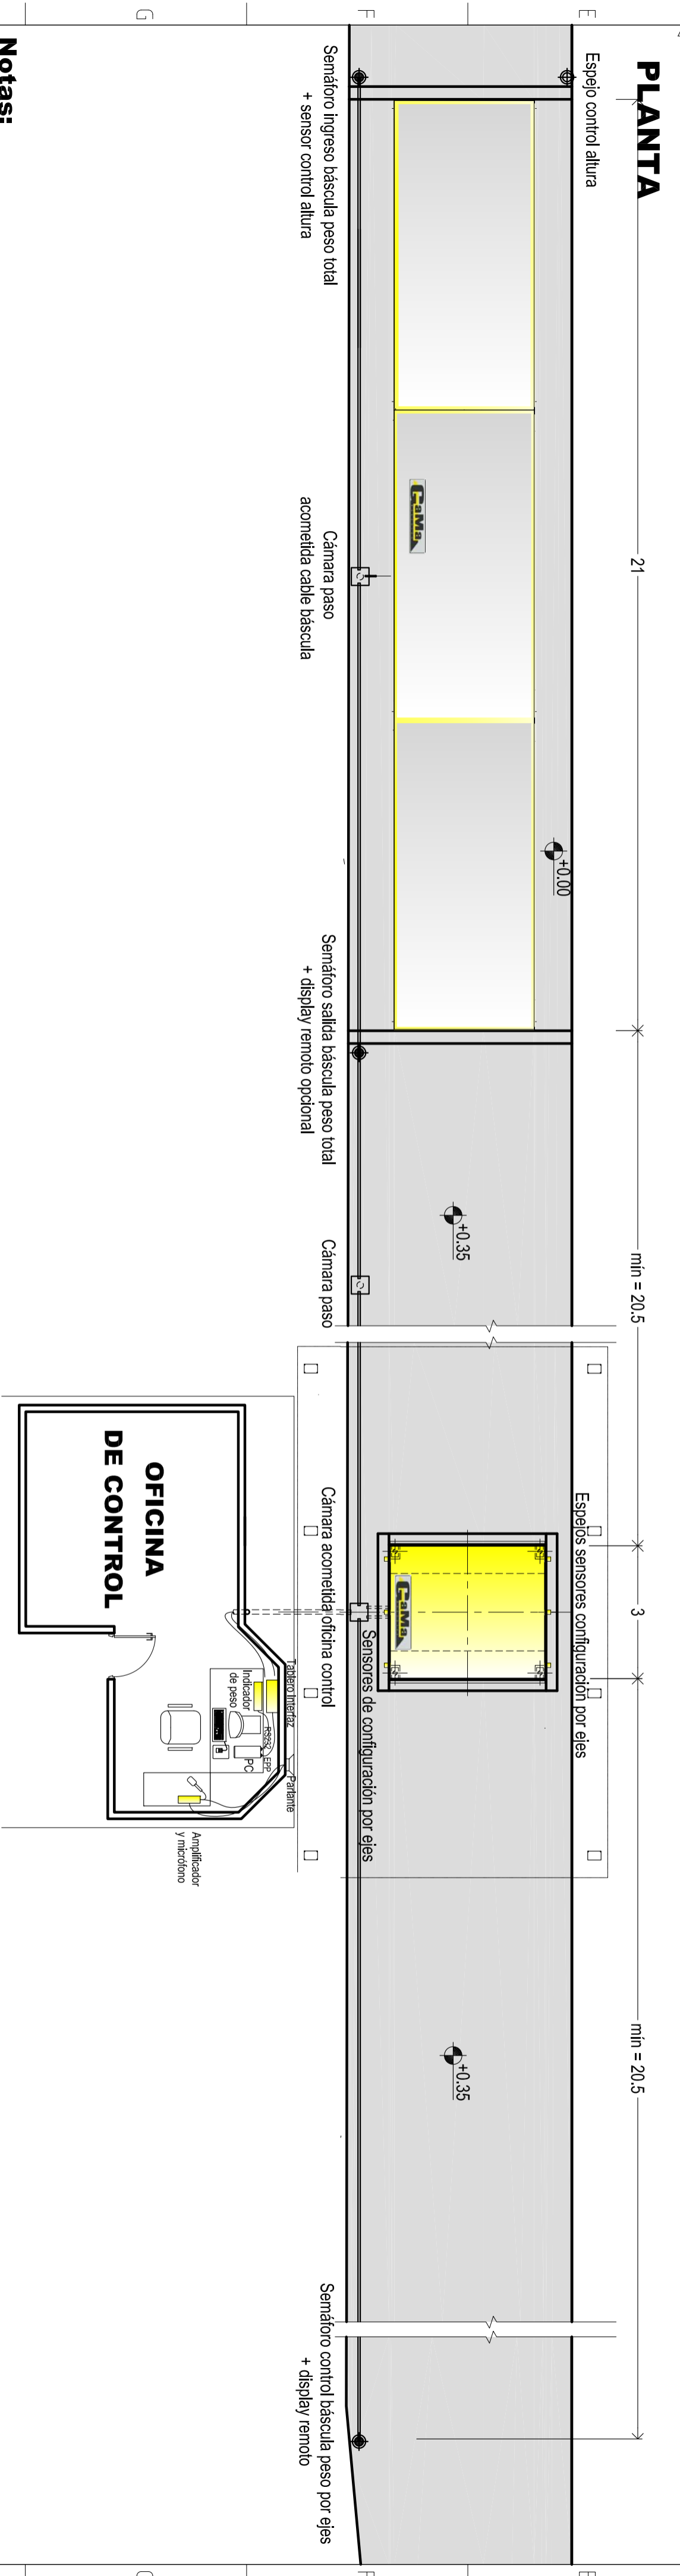 PLANTA
E
F
G
Espejo control altura
21
mín = 20.5
3
mín = 20.5
Semáforo ingreso báscula peso total
+ sensor control altura
CaMa
Cámara paso
acometida cable báscula
+0.00
Semáforo salida báscula peso total
+ display remoto opcional
+0.35
Cámara paso
Espejos sensores configuración por ejes
CaMa
Sensores de configuración por ejes
Cámara acometida oficina control
OFICINA
DE CONTROL
Tablero Interfaz
Indicador
de peso
RS232
EPP
PC
Parlante
Amplificador
y micrófono
+0.35
Semáforo control báscula peso por ejes
+ display remoto
Notas:
E
F
G